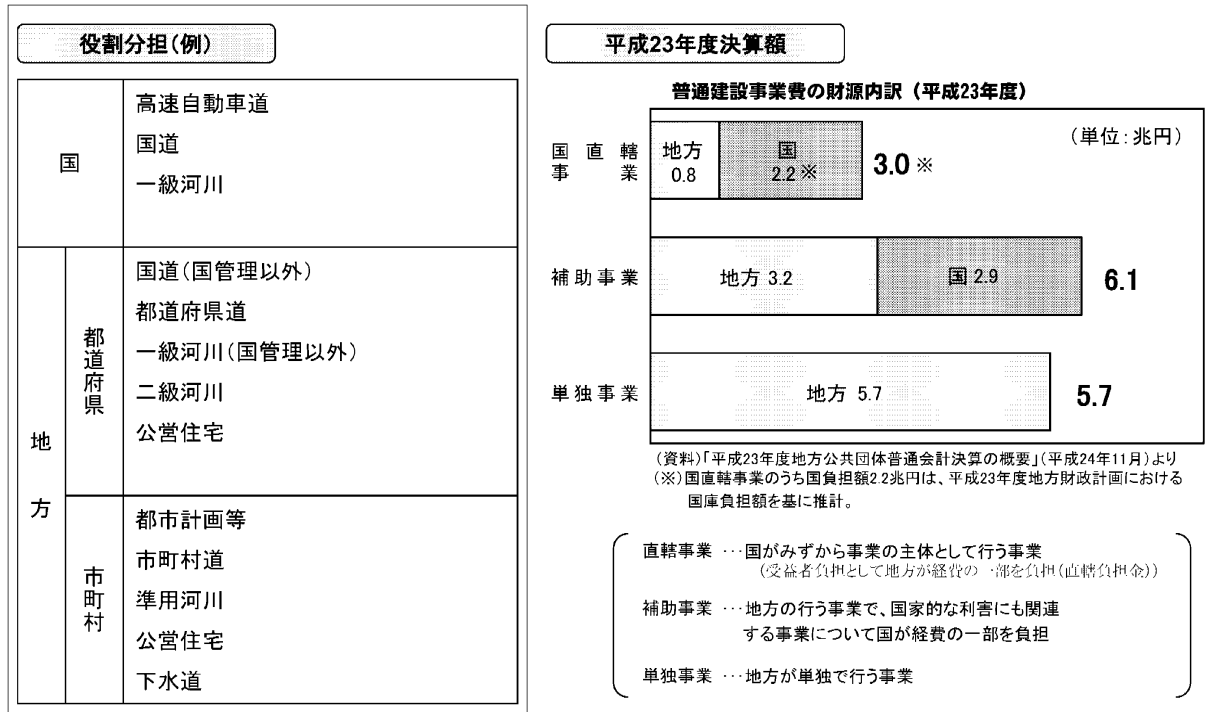 役割分担(例)
国
高速自動車道
国道
一級河川
地方
都道府県
国道(国管理以外)
都道府県道
一級河川(国管理以外)
二級河川
公営住宅
市町村
都市計画等
市町村道
準用河川
公営住宅
下水道
平成23年度決算額
普通建設事業費の財源内訳(平成23年度)
(単位:兆円)
国直轄
事業
地方
0.8
国
2.2※
3.0※
補助事業
地方 3.2
国 2.9
6.1
単独事業
地方 5.7
5.7
(資料)「平成23年度地方公共団体普通会計決算の概要」(平成24年11月)より
(※)国直轄事業のうち国負担額2.2兆円は、平成23年度地方財政計画における
国庫負担額を基に推計。
直轄事業 …国がみずから事業の主体として行う事業
(受益者負担として地方が経費の一部を負担(直轄負担金))
補助事業 …地方の行う事業で、国家的な利害にも関連
する事業について国が経費の一部を負担
単独事業 …地方が単独で行う事業